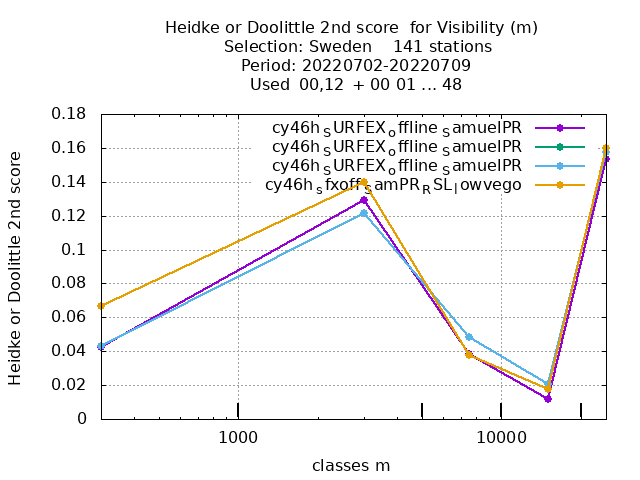 Heidke or Doolittle 2nd score  for Visibility (m)
Selection: Sweden    141 stations
Period: 20220702-20220709
Used  00,12  + 00 01 ... 48
Heidke or Doolittle 2nd score
0.18
0.16
0.14
0.12
0.1
0.08
0.06
0.04
0.02
0
cy46h_SURFEX_offline_SamuelPR
cy46h_SURFEX_offline_SamuelPR
cy46h_SURFEX_offline_SamuelPR
cy46h_sfxoff_SamPR_RSL_lowvego
1000 10000
classes m